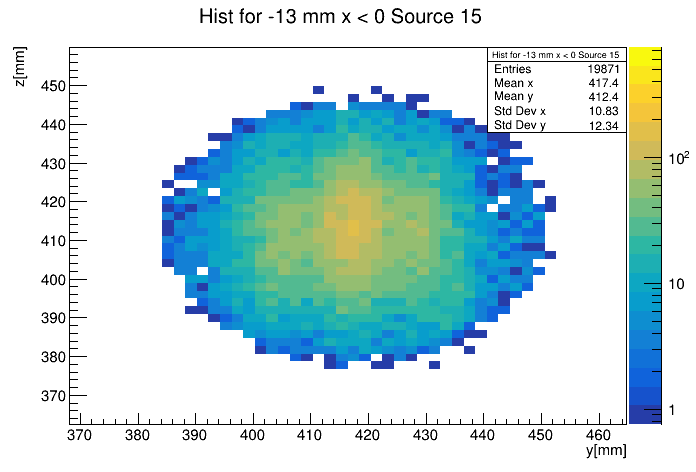 Hist for -13 mm x < 0 Source 15
z[mm]
Hist for -13 mm x < 0 Source 15
Entries 19871
Mean x 417.4
Mean y 412.4
Std Dev x 10.83
Std Dev y 12.34
450
440
430
420
410
400
390
380
370
10²
10
1
370 380 390 400 410 420 430 440 450 460
y[mm]